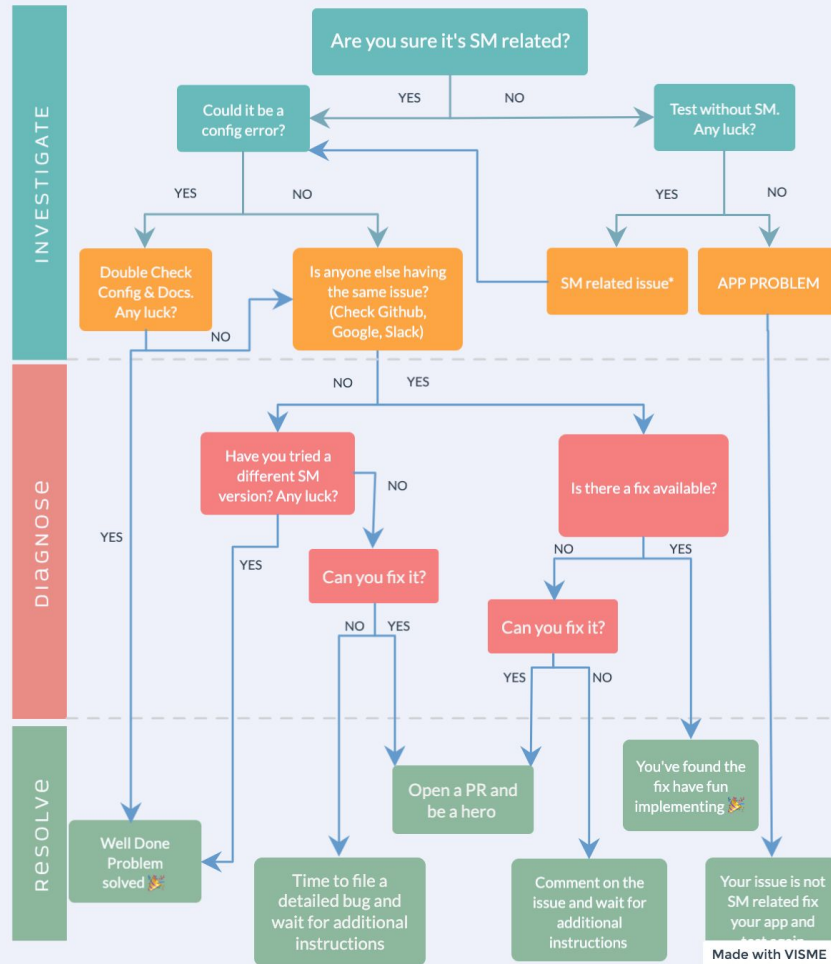 Are you sure it's SM related?
YES
NO
INVESTIGATE
Could it be a
config error?
Test without SM.
Any luck?
YES
NO
YES
NO
Double Check
Config & Docs.
Any luck?
Is anyone else having
the same issue?
(Check Github,
Google, Slack)
SM related issue*
APP PROBLEM
NO
NO
YES
DIAGNOSE
Have you tried a
different SM
version? Any luck?
Is there a fix available?
NO
YES
YES
NO
YES
Can you fix it?
Can you fix it?
NO
YES
YES
NO
RESOLVE
Open a PR and
be a hero
You've found the
fix have fun
implementing 🎉
Well Done
Problem
solved 🎉
Time to file a
detailed bug and
wait for additional
instructions
Comment on the
issue and wait for
additional
instructions
Your issue is not
SM related fix
your app and
Made with VISME